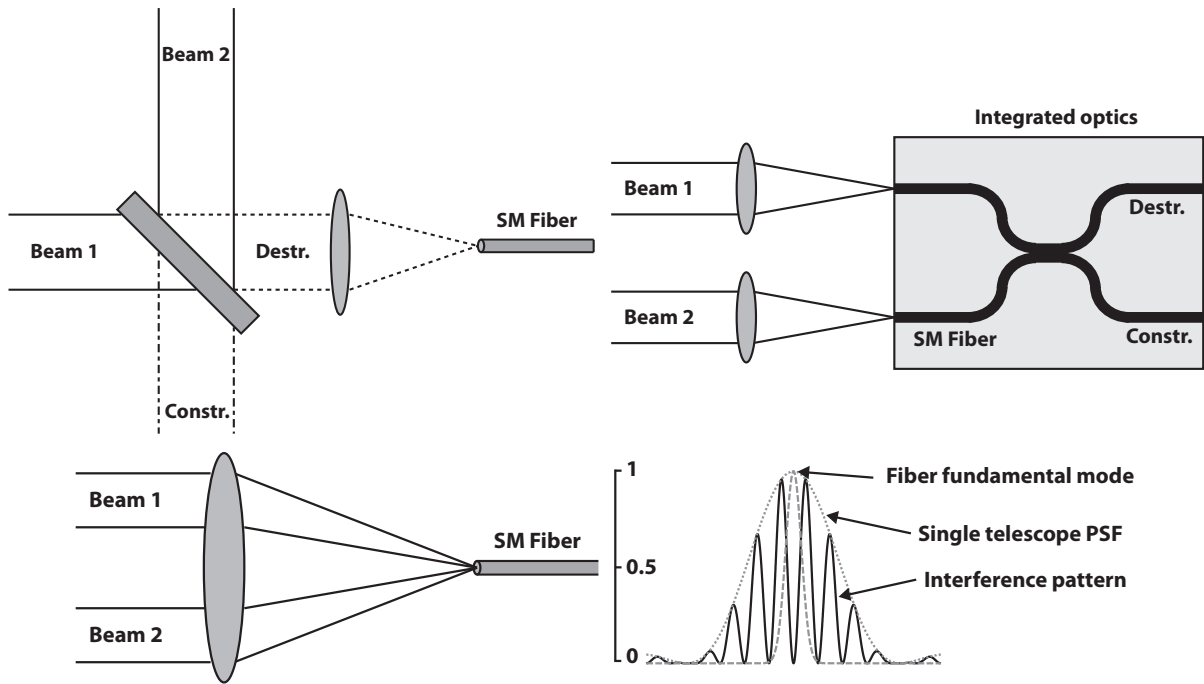 Beam 2
Beam 1
Destr.
SM Fiber
Constr.
Integrated optics
Beam 1
Destr.
Beam 2
SM Fiber
Constr.
Beam 1
SM Fiber
Beam 2
1
Fiber fundamental mode
Single telescope PSF
0.5
Interference pattern
0